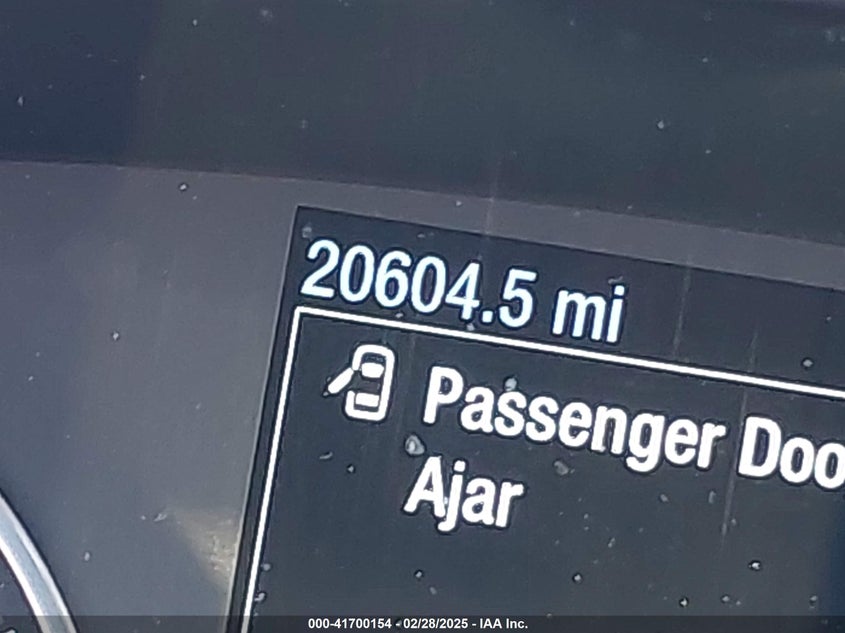 20604.5 mi
Passenger Doo
Ajar
000-41700154 - 02/28/2025 - IAA Inc.